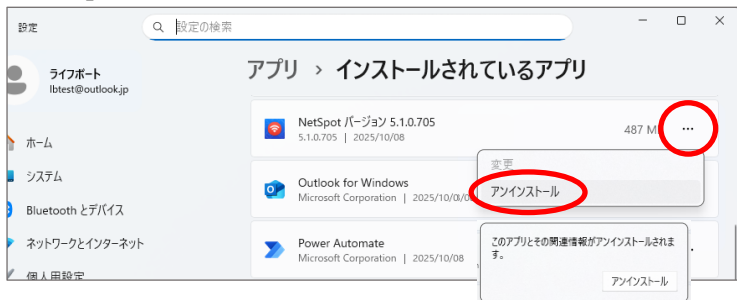 設定
設定の検索
ライフポート
lbtest@outlook.jp
アプリ › インストールされているアプリ
ホーム
システム
Bluetooth とデバイス
ネットワークとインターネット
個人用設定
NetSpot バージョン 5.1.0.705
5.1.0.705 | 2025/10/08
487 M
変更
アンインストール
Outlook for Windows
Microsoft Corporation | 2025/10/0
Power Automate
Microsoft Corporation | 2025/10/08
このアプリとその関連情報がアンインストールされま
す。
アンインストール